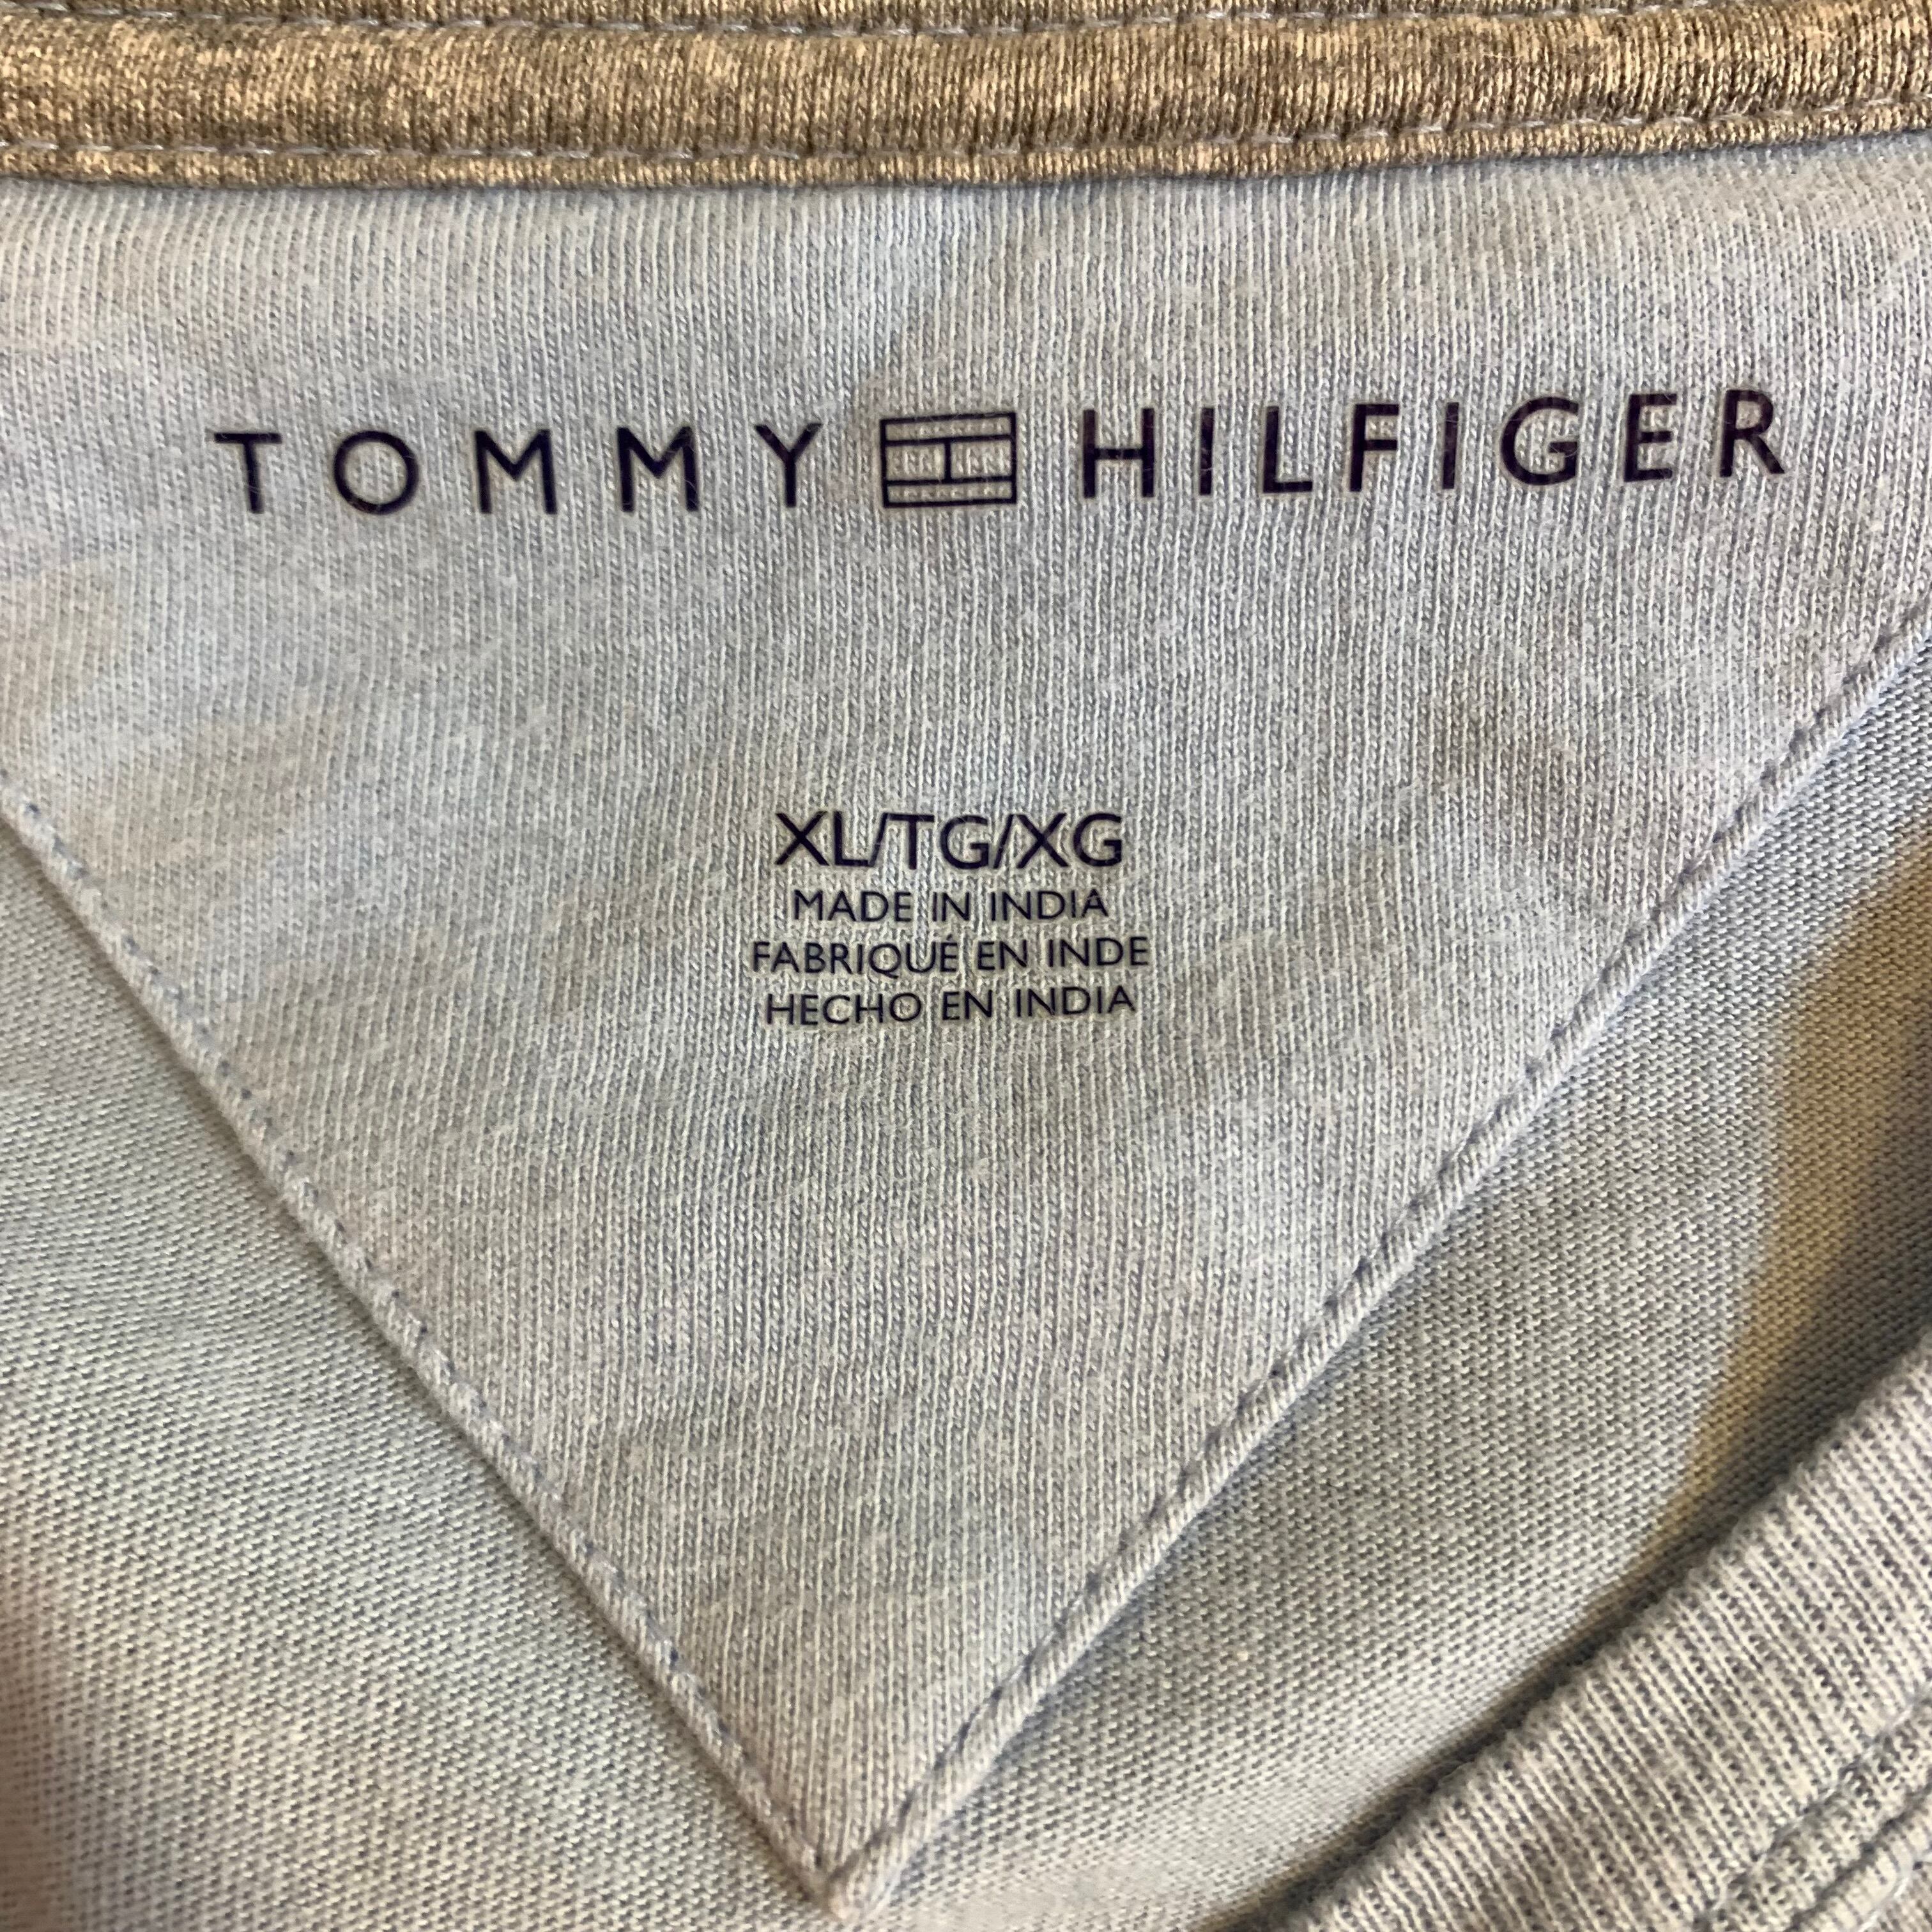 TOMMY HILFIGER
XL/TG/XG
MADE IN INDIA
FABRIQUÉ EN INDE
HECHO EN INDIA